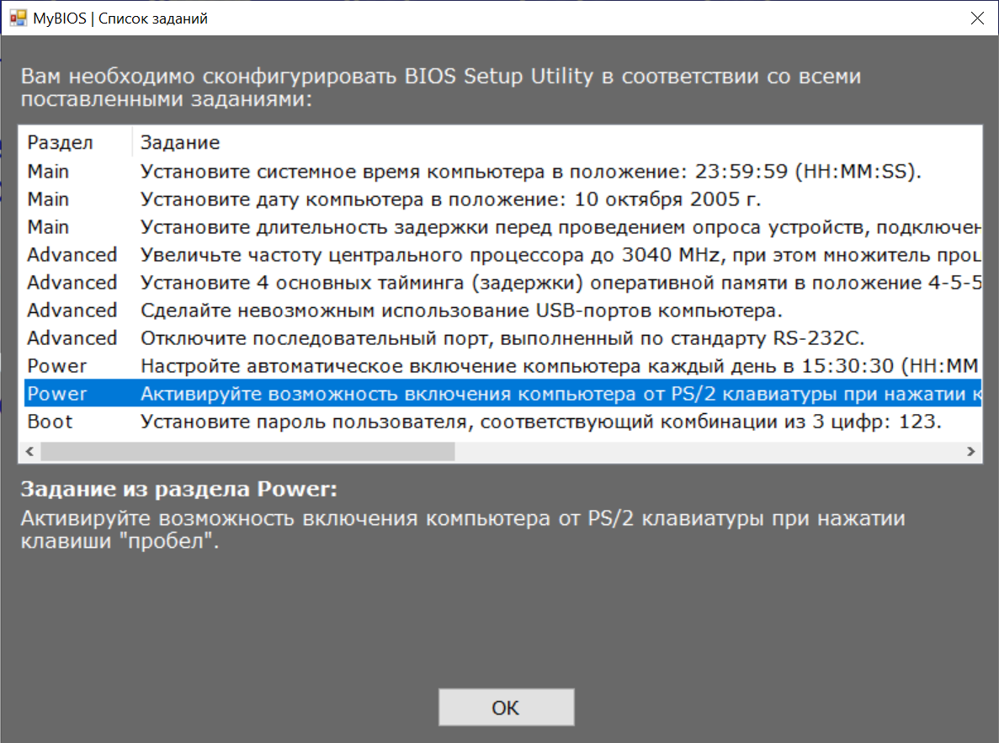 MyBIOS | Список заданий
Вам необходимо сконфигурировать BIOS Setup Utility в соответствии со всеми
поставленными заданиями:
Раздел Задание
Main Установите системное время компьютера в положение: 23:59:59 (HH:MM:SS).
Main Установите дату компьютера в положение: 10 октября 2005 г.
Main Установите длительность задержки перед проведением опроса устройств, подключен
Advanced Увеличьте частоту центрального процессора до 3040 MHz, при этом множитель проц
Advanced Установите 4 основных тайминга (задержки) оперативной памяти в положение 4-5-5
Advanced Сделайте невозможным использование USB-портов компьютера.
Advanced Отключите последовательный порт, выполненный по стандарту RS-232C.
Power Настройте автоматическое включение компьютера каждый день в 15:30:30 (HH:MM
Power Активируйте возможность включения компьютера от PS/2 клавиатуры при нажатии к
Boot Установите пароль пользователя, соответствующий комбинации из 3 цифр: 123.
Задание из раздела Power:
Активируйте возможность включения компьютера от PS/2 клавиатуры при нажатии
клавиши "пробел".
OK